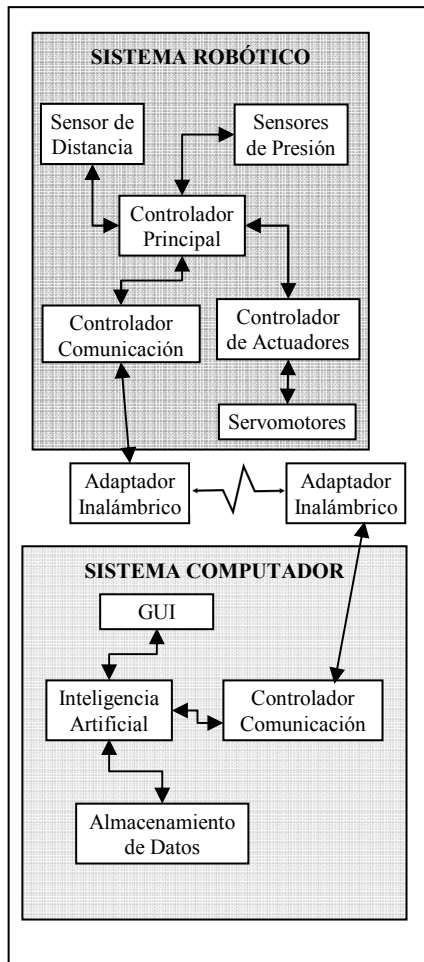 SISTEMA ROBÓTICO
Sensor de
Distancia
Sensores
de Presión
Controlador
Principal
Controlador
Comunicación
Controlador
de Actuadores
Servomotores
Adaptador
Inalámbrico
Adaptador
Inalámbrico
SISTEMA COMPUTADOR
GUI
Inteligencia
Artificial
Controlador
Comunicación
Almacenamiento
de Datos